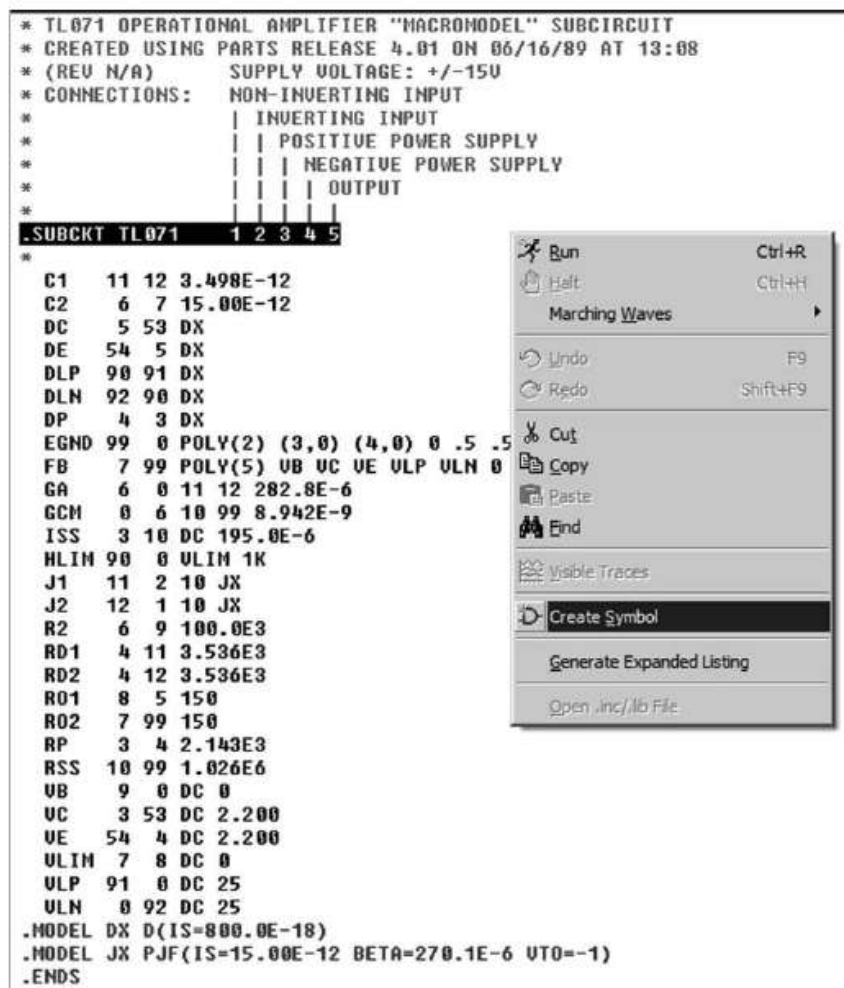 * TL071 OPERATIONAL AMPLIFIER "MACROMODEL" SUBCIRCUIT
* CREATED USING PARTS RELEASE 4.01 ON 06/16/89 AT 13:08
* (REV N/A)      SUPPLY VOLTAGE: +/-15V
* CONNECTIONS:   NON-INVERTING INPUT
*                | INVERTING INPUT
*                | | POSITIVE POWER SUPPLY
*                | | | NEGATIVE POWER SUPPLY
*                | | | | OUTPUT
*                | | | | |
.SUBCKT TL071    1 2 3 4 5
*
C1   11 12 3.498E-12
C2    6  7 15.00E-12
DC    5 53 DX
DE   54  5 DX
DLP  90 91 DX
DLN  92 90 DX
DP    4  3 DX
EGND 99  0 POLY(2) (3,0) (4,0) 0 .5 .5
FB    7 99 POLY(5) VB VC VE VLP VLN 0
GA    6  0 11 12 282.8E-6
GCM   0  6 10 99 8.942E-9
ISS   3 10 DC 195.0E-6
HLIM 90  0 VLIM 1K
J1   11  2 10 JX
J2   12  1 10 JX
R2    6  9 100.0E3
RD1   4 11 3.536E3
RD2   4 12 3.536E3
RO1   8  5 150
RO2   7 99 150
RP    3  4 2.143E3
RSS  10 99 1.026E6
VB    9  0 DC 0
VC    3 53 DC 2.200
VE   54  4 DC 2.200
VLIM  7  8 DC 0
VLP  91  0 DC 25
VLN   0 92 DC 25
.MODEL DX D(IS=800.0E-18)
.MODEL JX PJF(IS=15.00E-12 BETA=270.1E-6 VTO=-1)
.ENDS
Run Ctrl+R
Halt Ctrl+H
Marching Waves
Undo F9
Redo Shift+F9
Cut
Copy
Paste
Find
Visible Traces
Create Symbol
Generate Expanded Listing
Open .inc/.lib File